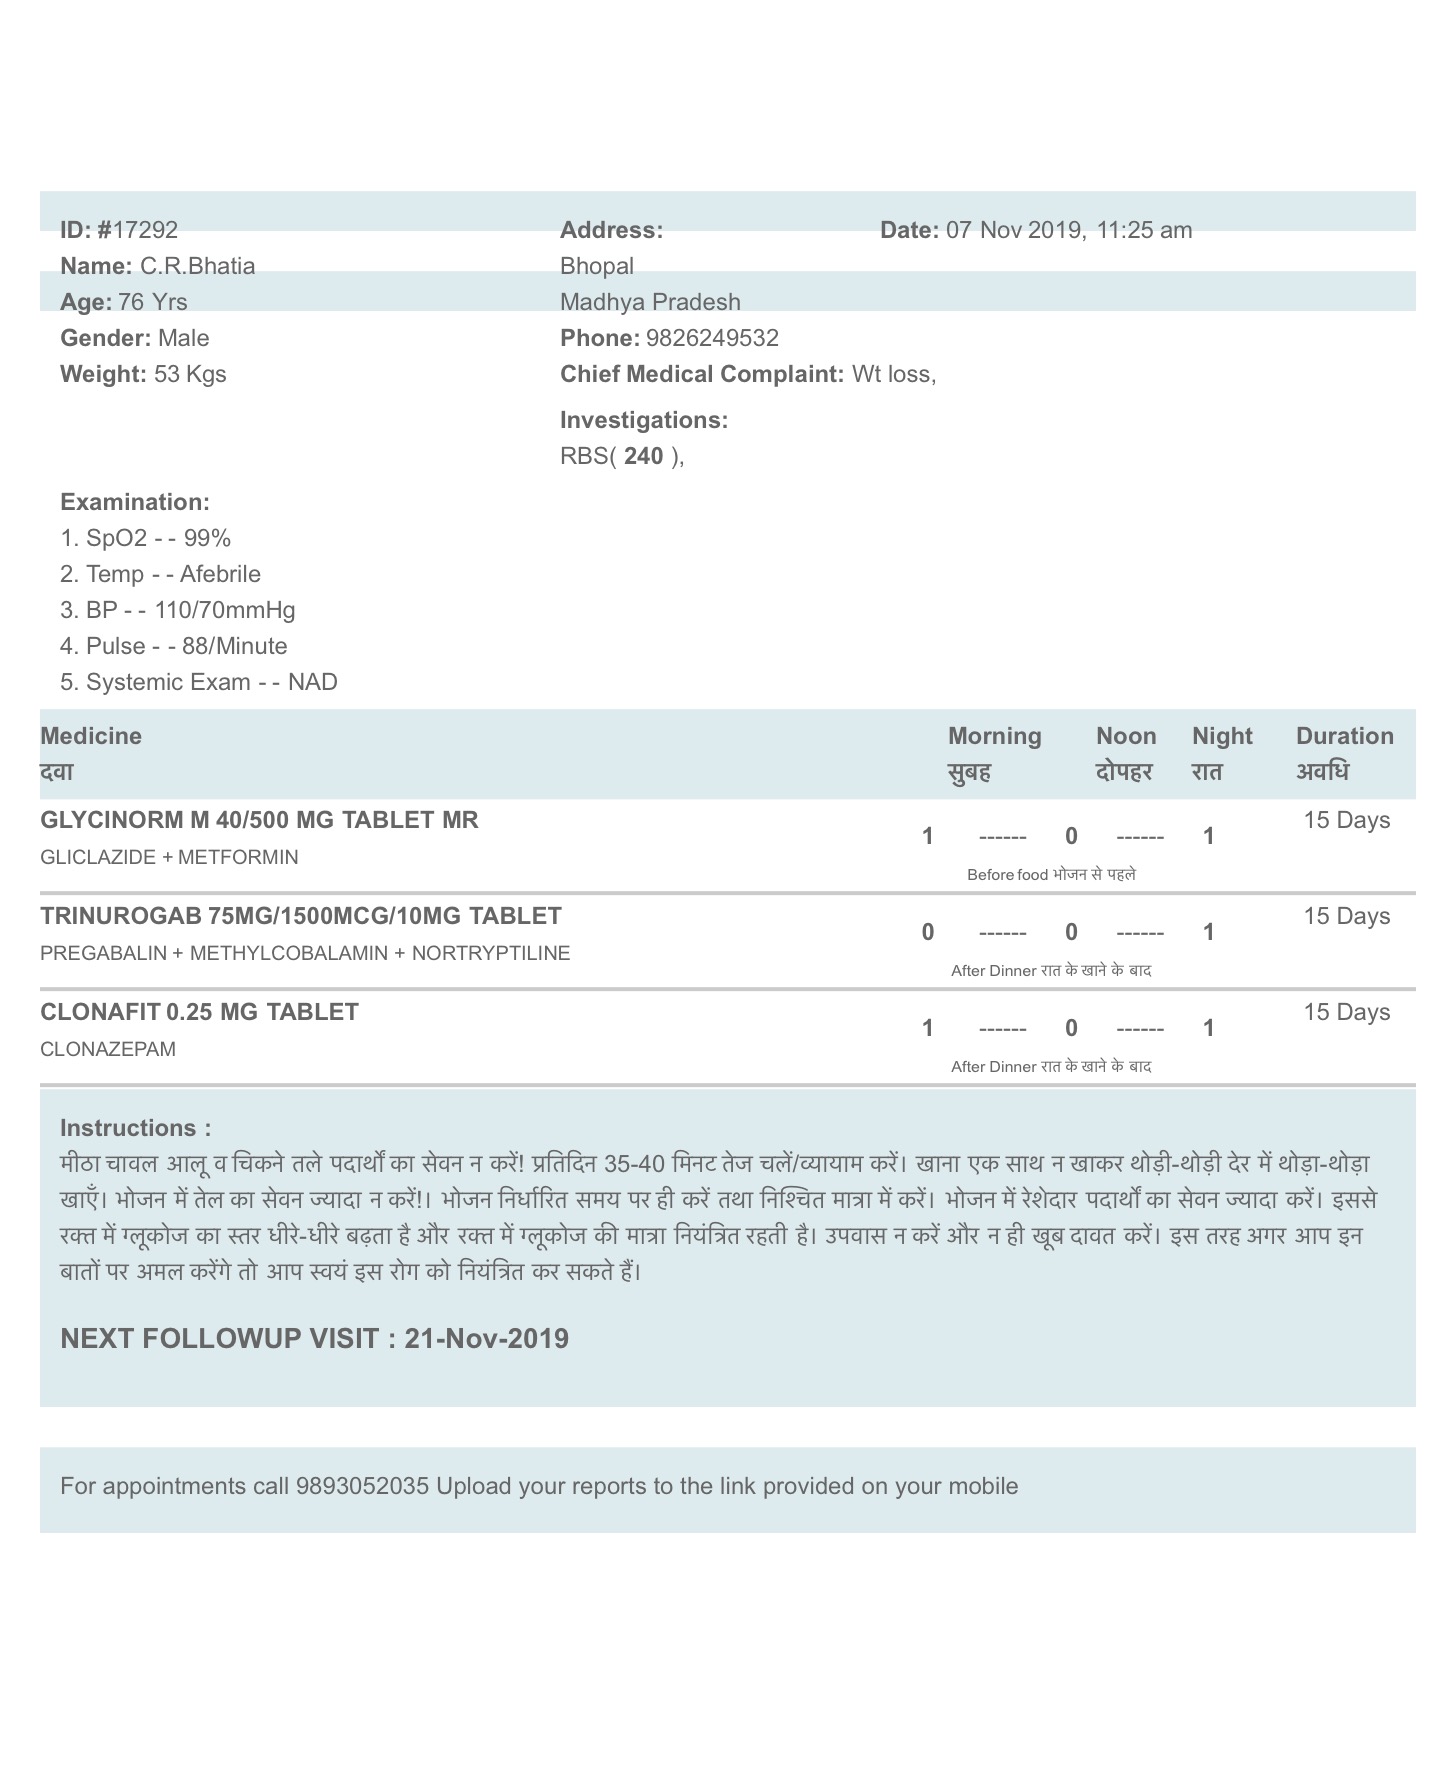 ID: #17292
Address:
Date: 07 Nov 2019, 11:25 am
Name: C.R.Bhatia
Bhopal
Age: 76 Yrs
Madhya Pradesh
Gender: Male
Phone: 9826249532
Weight: 53 Kgs
Chief Medical Complaint: Wt loss,
Investigations:
RBS( 240 ),
Examination:
1. SpO2 - - 99%
2. Temp - - Afebrile
3. BP - - 110/70mmHg
4. Pulse - - 88/Minute
5. Systemic Exam - - NAD
Medicine Morning Noon Night Duration
दवा सुबह दोपहर रात अवधि
GLYCINORM M 40/500 MG TABLET MR 15 Days
1 ------ 0 ------ 1
GLICLAZIDE + METFORMIN
Before food भोजन से पहले
TRINUROGAB 75MG/1500MCG/10MG TABLET 15 Days
0 ------ 0 ------ 1
PREGABALIN + METHYLCOBALAMIN + NORTRYPTILINE
After Dinner रात के खाने के बाद
CLONAFIT 0.25 MG TABLET 15 Days
1 ------ 0 ------ 1
CLONAZEPAM
After Dinner रात के खाने के बाद
Instructions :
मीठा चावल आलू व चिकने तले पदार्थों का सेवन न करें! प्रतिदिन 35-40 मिनट तेज चलें/व्यायाम करें। खाना एक साथ न खाकर थोड़ी-थोड़ी देर में थोड़ा-थोड़ा
खाएँ। भोजन में तेल का सेवन ज्यादा न करें!। भोजन निर्धारित समय पर ही करें तथा निश्चित मात्रा में करें। भोजन में रेशेदार पदार्थों का सेवन ज्यादा करें। इससे
रक्त में ग्लूकोज का स्तर धीरे-धीरे बढ़ता है और रक्त में ग्लूकोज की मात्रा नियंत्रित रहती है। उपवास न करें और न ही खूब दावत करें। इस तरह अगर आप इन
बातों पर अमल करेंगे तो आप स्वयं इस रोग को नियंत्रित कर सकते हैं।
NEXT FOLLOWUP VISIT : 21-Nov-2019
For appointments call 9893052035 Upload your reports to the link provided on your mobile